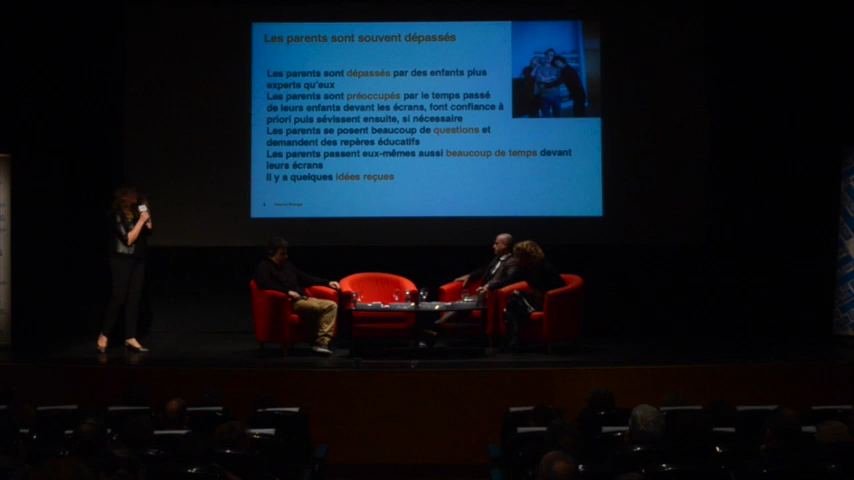 Les parents sont souvent dépassés
Les parents sont dépassés par des enfants plus
experts qu'eux
Les parents sont préoccupés par le temps passé
de leurs enfants devant les écrans, font confiance à
priori puis sévissent ensuite, si nécessaire
Les parents se posent beaucoup de questions et
demandent des repères éducatifs
Les parents passent eux-mêmes aussi beaucoup de temps devant
leurs écrans
Il y a quelques idées reçues